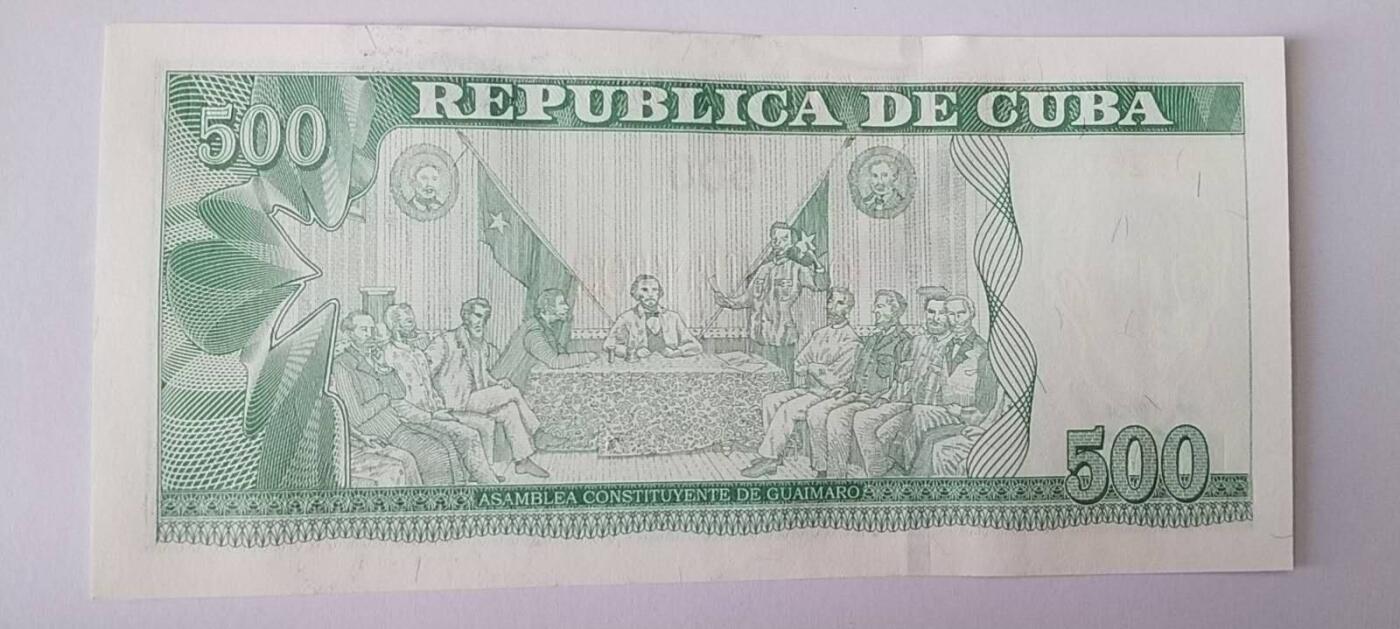 500
REPUBLICA DE CUBA
ASAMBLEA CONSTITUYENTE DE GUAIMARO
500